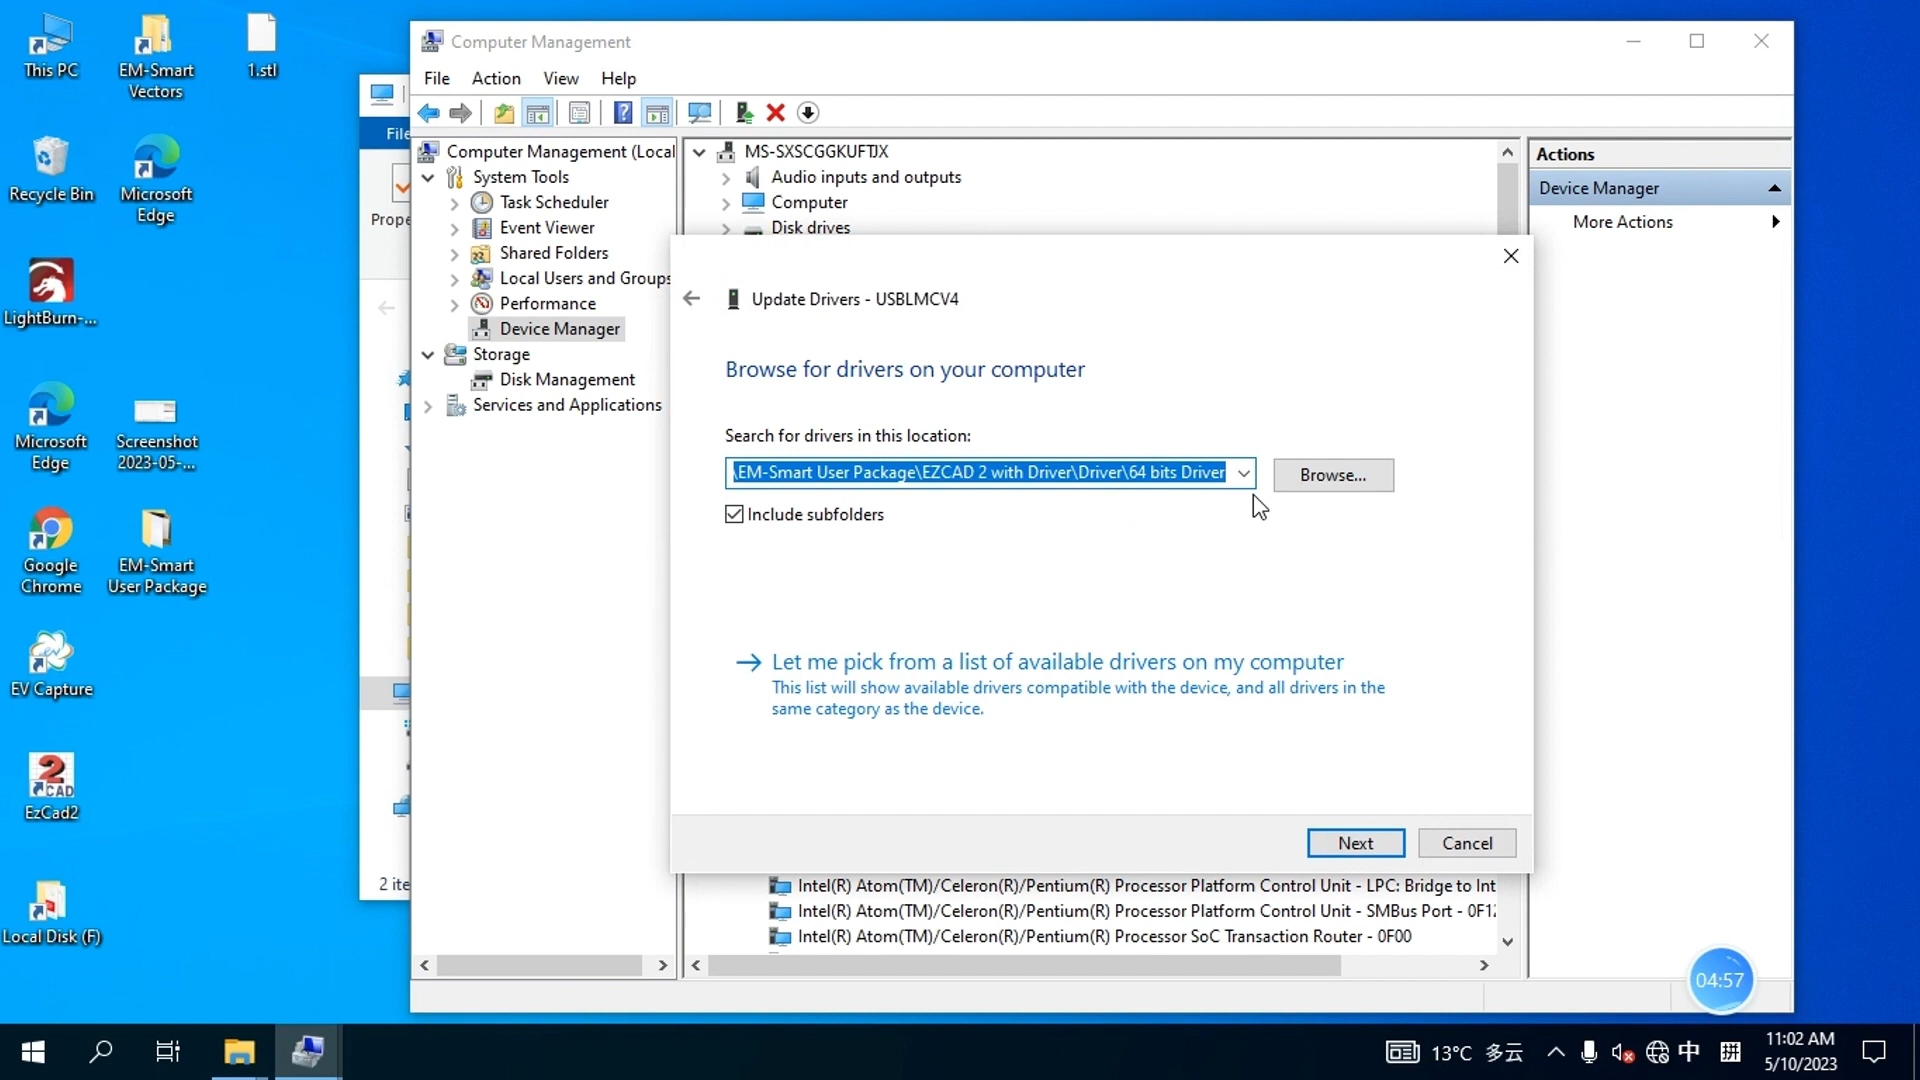 This PC
EM-Smart
Vectors
1.stl
Recycle Bin
Microsoft
Edge
LightBurn-...
Microsoft
Edge
Screenshot
2023-05-...
Google
Chrome
EM-Smart
User Package
EV Capture
2
CAD
EzCad2
Local Disk (F)
File
Prope
2 ite
Computer Management
File Action View Help
Computer Management (Local
System Tools
Task Scheduler
Event Viewer
Shared Folders
Local Users and Groups
Performance
Device Manager
Storage
Disk Management
Services and Applications
MS-SXSCGGKUFTJX
Audio inputs and outputs
Computer
Disk drives
Actions
Device Manager
More Actions
Update Drivers - USBLMCV4
Browse for drivers on your computer
Search for drivers in this location:
\EM-Smart User Package\EZCAD 2 with Driver\Driver\64 bits Driver
Browse...
Include subfolders
Let me pick from a list of available drivers on my computer
This list will show available drivers compatible with the device, and all drivers in the
same category as the device.
Next
Cancel
Intel(R) Atom(TM)/Celeron(R)/Pentium(R) Processor Platform Control Unit - LPC: Bridge to Int
Intel(R) Atom(TM)/Celeron(R)/Pentium(R) Processor Platform Control Unit - SMBus Port - 0F12
Intel(R) Atom(TM)/Celeron(R)/Pentium(R) Processor SoC Transaction Router - 0F00
04:57
13°C 多云
中
拼
11:02 AM
5/10/2023